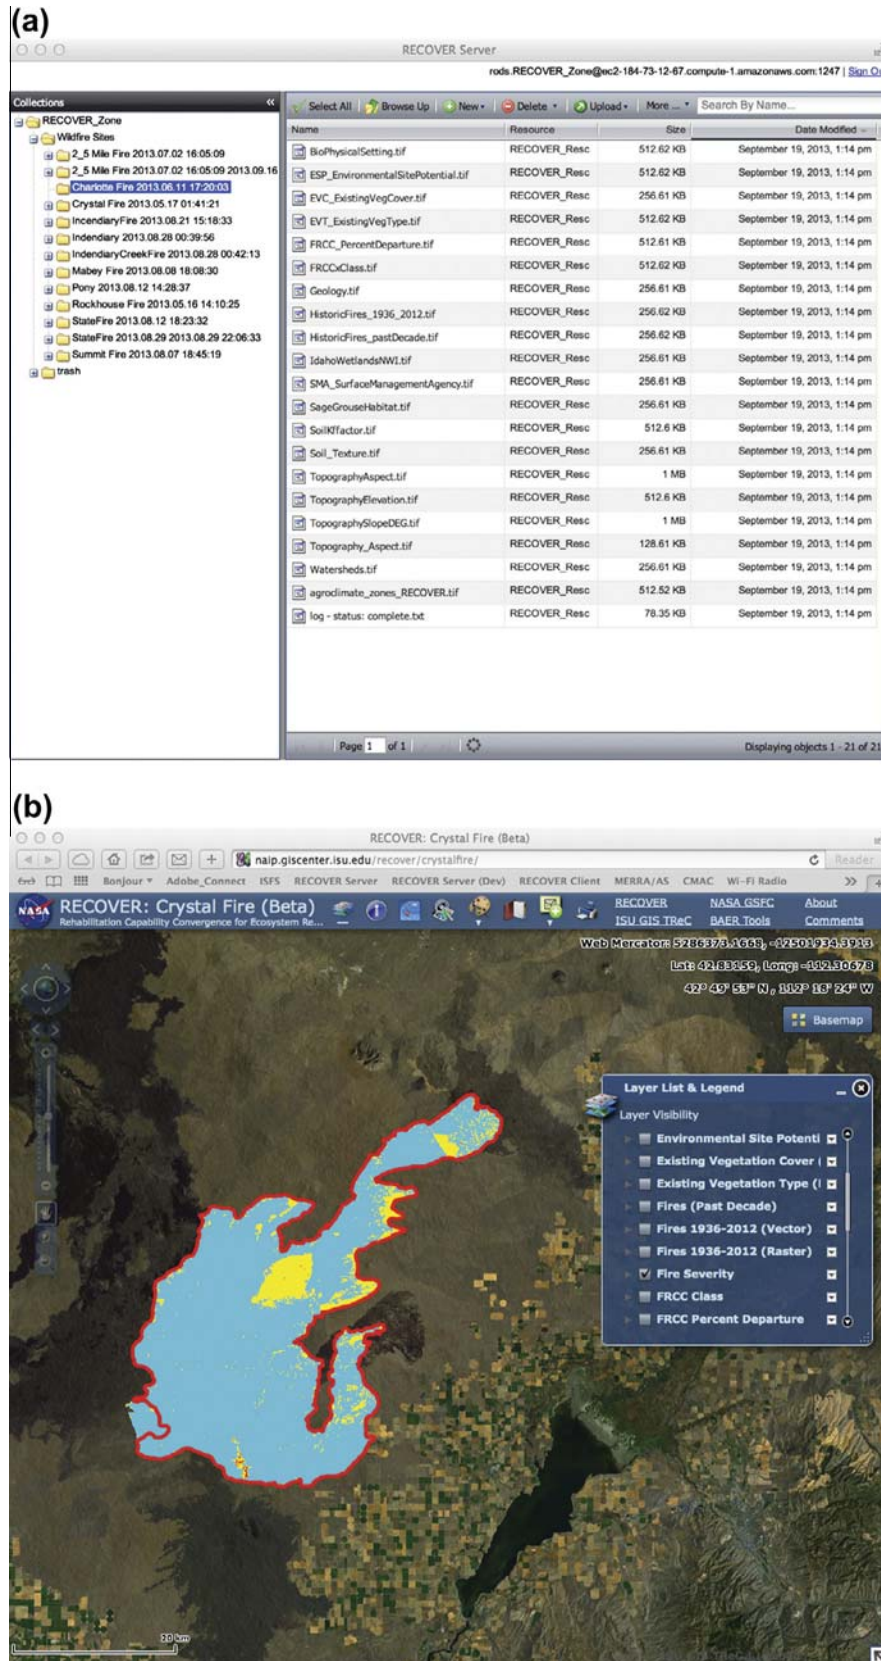 (a)
RECOVER Server
rods.RECOVER_Zone@ec2-184-73-12-67.compute-1.amazonaws.com:1247 | Sign Ou
Collections «
Select All Browse Up New Delete Upload More ... Search By Name...
Name Resource Size Date Modified
RECOVER_Zone
Wildfire Sites
2_5 Mile Fire 2013.07.02 16:05:09
2_5 Mile Fire 2013.07.02 16:05:09 2013.09.16
Charlotte Fire 2013.06.11 17:20:03
Crystal Fire 2013.05.17 01:41:21
IncendiaryFire 2013.08.21 15:18:33
Indendiary 2013.08.28 00:39:56
IndendiaryCreekFire 2013.08.28 00:42:13
Mabey Fire 2013.08.08 18:08:30
Pony 2013.08.12 14:28:37
Rockhouse Fire 2013.05.16 14:10:25
StateFire 2013.08.12 18:23:32
StateFire 2013.08.29 2013.08.29 22:06:33
Summit Fire 2013.08.07 18:45:19
trash
BioPhysicalSetting.tif RECOVER_Resc 512.62 KB September 19, 2013, 1:14 pm
ESP_EnvironmentalSitePotential.tif RECOVER_Resc 512.62 KB September 19, 2013, 1:14 pm
EVC_ExistingVegCover.tif RECOVER_Resc 256.61 KB September 19, 2013, 1:14 pm
EVT_ExistingVegType.tif RECOVER_Resc 512.62 KB September 19, 2013, 1:14 pm
FRCC_PercentDeparture.tif RECOVER_Resc 512.61 KB September 19, 2013, 1:14 pm
FRCCxClass.tif RECOVER_Resc 512.62 KB September 19, 2013, 1:14 pm
Geology.tif RECOVER_Resc 256.61 KB September 19, 2013, 1:14 pm
HistoricFires_1936_2012.tif RECOVER_Resc 256.62 KB September 19, 2013, 1:14 pm
HistoricFires_pastDecade.tif RECOVER_Resc 256.62 KB September 19, 2013, 1:14 pm
IdahoWetlandsNWI.tif RECOVER_Resc 256.61 KB September 19, 2013, 1:14 pm
SMA_SurfaceManagementAgency.tif RECOVER_Resc 256.61 KB September 19, 2013, 1:14 pm
SageGrouseHabitat.tif RECOVER_Resc 256.61 KB September 19, 2013, 1:14 pm
SoilKffactor.tif RECOVER_Resc 512.6 KB September 19, 2013, 1:14 pm
Soil_Texture.tif RECOVER_Resc 256.61 KB September 19, 2013, 1:14 pm
TopographyAspect.tif RECOVER_Resc 1 MB September 19, 2013, 1:14 pm
TopographyElevation.tif RECOVER_Resc 512.6 KB September 19, 2013, 1:14 pm
TopographySlopeDEG.tif RECOVER_Resc 1 MB September 19, 2013, 1:14 pm
Topography_Aspect.tif RECOVER_Resc 128.61 KB September 19, 2013, 1:14 pm
Watersheds.tif RECOVER_Resc 256.61 KB September 19, 2013, 1:14 pm
agroclimate_zones_RECOVER.tif RECOVER_Resc 512.52 KB September 19, 2013, 1:14 pm
log - status: complete.txt RECOVER_Resc 78.35 KB September 19, 2013, 1:14 pm
Page 1 of 1 Displaying objects 1 - 21 of 21
(b)
RECOVER: Crystal Fire (Beta)
naip.giscenter.isu.edu/recover/crystalfire/ Reader
Bonjour Adobe_Connect ISFS RECOVER Server RECOVER Server (Dev) RECOVER Client MERRA/AS CMAC Wi-Fi Radio
NASA RECOVER: Crystal Fire (Beta) RECOVER NASA GSFC About
Rehabilitation Capability Convergence for Ecosystem Re... ISU GIS TReC BAER Tools Comments
Web Mercator: 5286373.1668, -12501934.3913
Lat: 42.83159, Long: -112.30678
42° 49' 53" N , 112° 18' 24" W
Basemap
Layer List & Legend
Layer Visibility
Environmental Site Potenti
Existing Vegetation Cover (
Existing Vegetation Type (
Fires (Past Decade)
Fires 1936-2012 (Vector)
Fires 1936-2012 (Raster)
Fire Severity
FRCC Class
FRCC Percent Departure
20 km